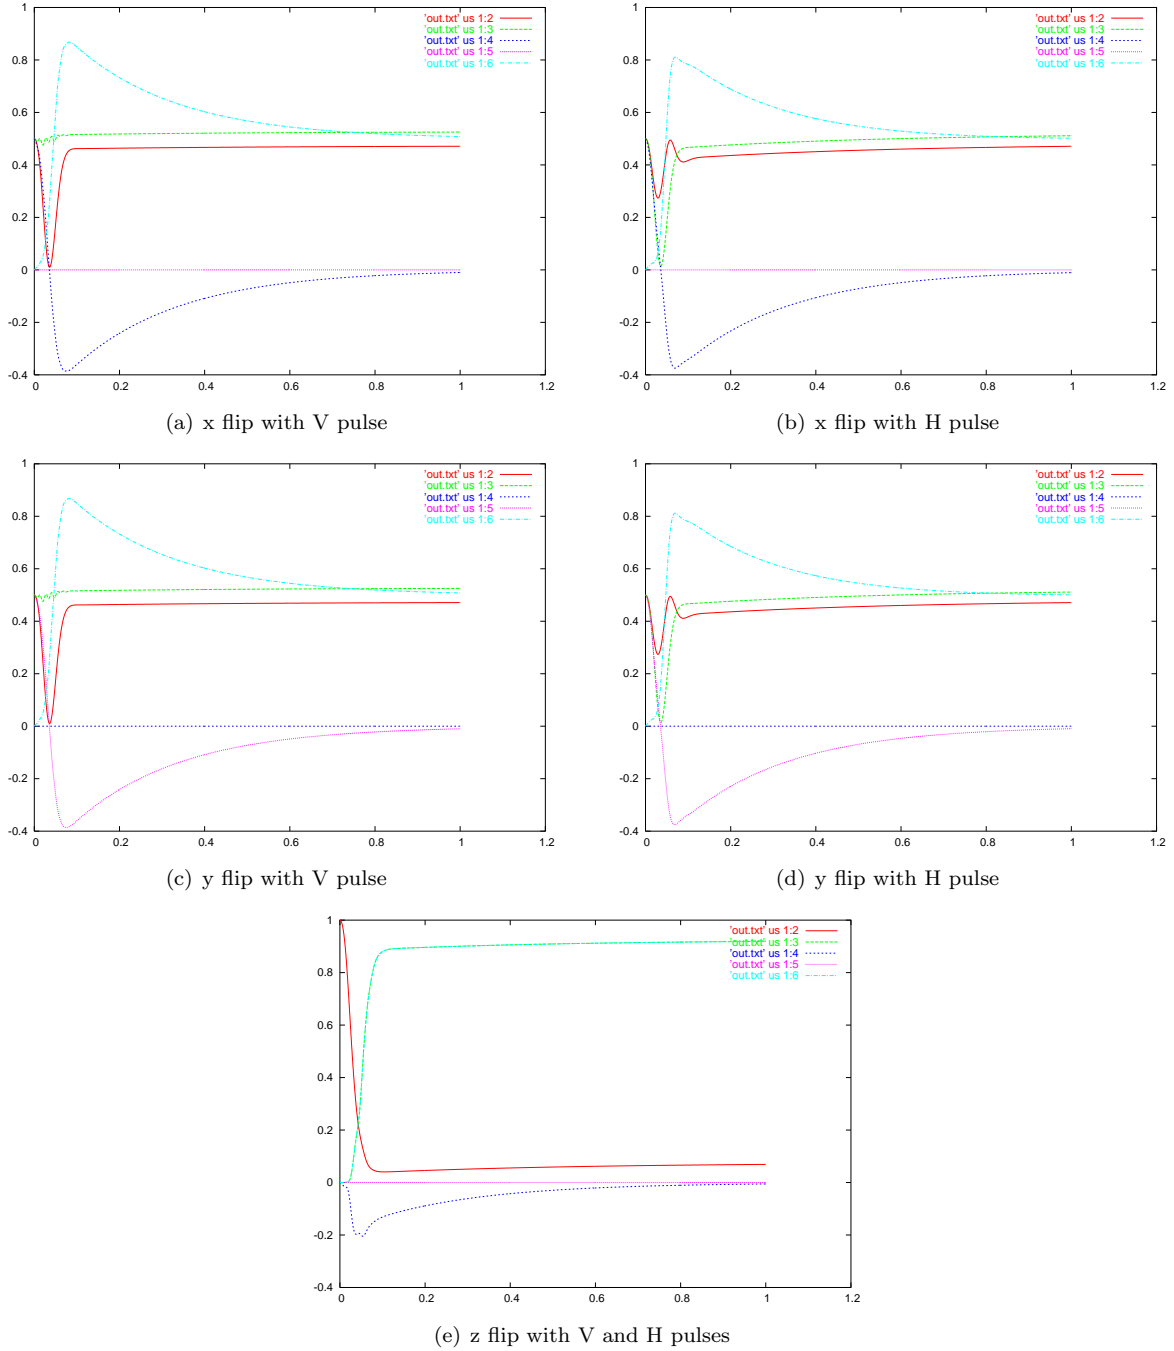 1
0.8
0.6
0.4
0.2
0
-0.2
-0.4
0 0.2 0.4 0.6 0.8 1 1.2
'out.txt' us 1:2
'out.txt' us 1:3
'out.txt' us 1:4
'out.txt' us 1:5
'out.txt' us 1:6
(a) x flip with V pulse
1
0.8
0.6
0.4
0.2
0
-0.2
-0.4
0 0.2 0.4 0.6 0.8 1 1.2
'out.txt' us 1:2
'out.txt' us 1:3
'out.txt' us 1:4
'out.txt' us 1:5
'out.txt' us 1:6
(b) x flip with H pulse
1
0.8
0.6
0.4
0.2
0
-0.2
-0.4
0 0.2 0.4 0.6 0.8 1 1.2
'out.txt' us 1:2
'out.txt' us 1:3
'out.txt' us 1:4
'out.txt' us 1:5
'out.txt' us 1:6
(c) y flip with V pulse
1
0.8
0.6
0.4
0.2
0
-0.2
-0.4
0 0.2 0.4 0.6 0.8 1 1.2
'out.txt' us 1:2
'out.txt' us 1:3
'out.txt' us 1:4
'out.txt' us 1:5
'out.txt' us 1:6
(d) y flip with H pulse
1
0.8
0.6
0.4
0.2
0
-0.2
-0.4
0 0.2 0.4 0.6 0.8 1 1.2
'out.txt' us 1:2
'out.txt' us 1:3
'out.txt' us 1:4
'out.txt' us 1:5
'out.txt' us 1:6
(e) z flip with V and H pulses